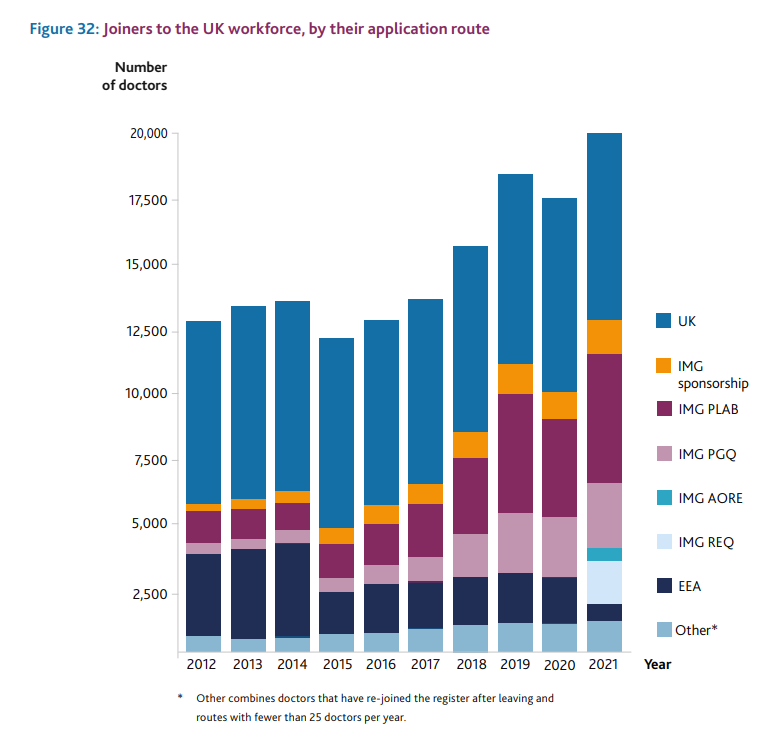 Figure 32: Joiners to the UK workforce, by their application route
Number
of doctors
20,000
17,500
15,000
12,500
10,000
7,500
5,000
2,500
UK
IMG
sponsorship
IMG PLAB
IMG PGQ
IMG AORE
IMG REQ
EEA
Other*
2012 2013 2014 2015 2016 2017 2018 2019 2020 2021 Year
* Other combines doctors that have re-joined the register after leaving and
routes with fewer than 25 doctors per year.